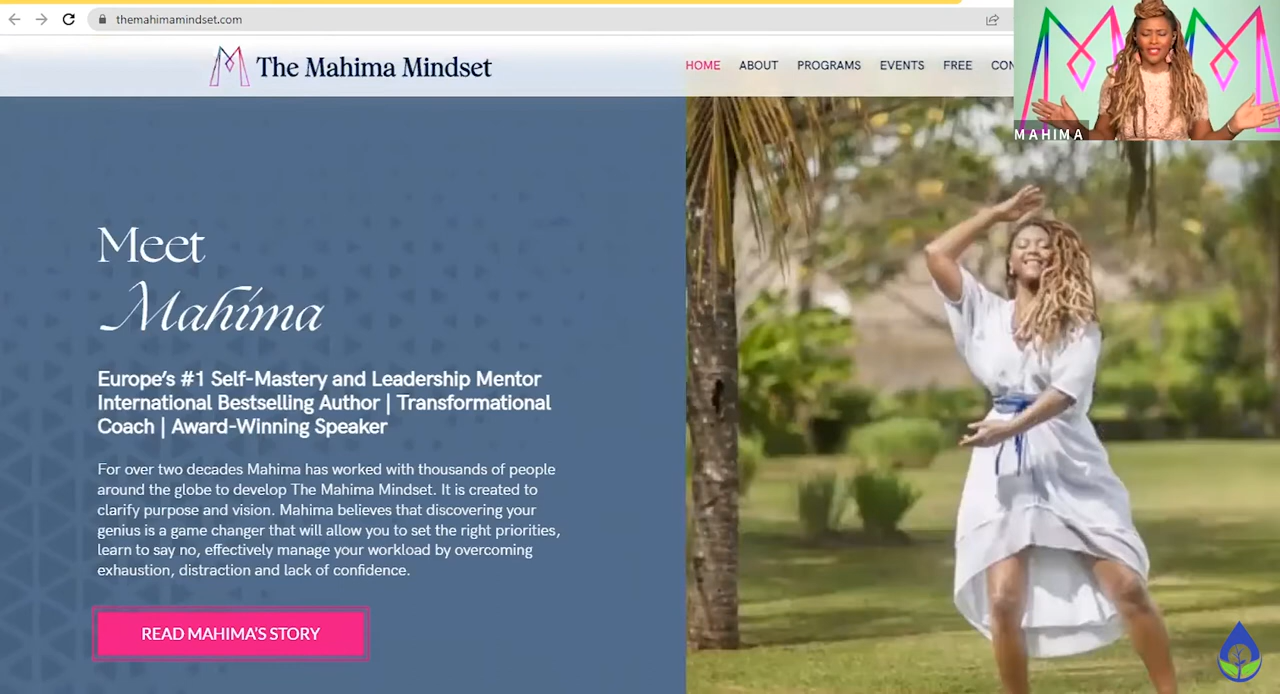 themahimamindset.com
The Mahima Mindset
HOME ABOUT PROGRAMS EVENTS FREE CON
MAHIMA
Meet
Mahima
Europe's #1 Self-Mastery and Leadership Mentor
International Bestselling Author | Transformational
Coach | Award-Winning Speaker
For over two decades Mahima has worked with thousands of people
around the globe to develop The Mahima Mindset. It is created to
clarify purpose and vision. Mahima believes that discovering your
genius is a game changer that will allow you to set the right priorities,
learn to say no, effectively manage your workload by overcoming
exhaustion, distraction and lack of confidence.
READ MAHIMA'S STORY